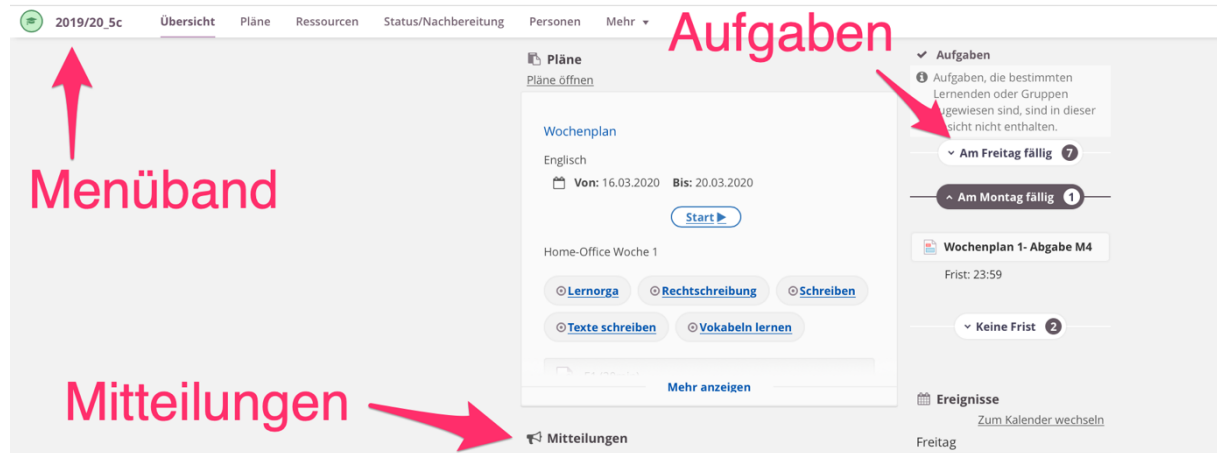 2019/20_5c Übersicht Pläne Ressourcen Status/Nachbereitung Personen Mehr
Aufgaben
Menüband
Mitteilungen
Pläne
Pläne öffnen
Wochenplan
Englisch
Von: 16.03.2020 Bis: 20.03.2020
Start
Home-Office Woche 1
Lernorga Rechtschreibung Schreiben
Texte schreiben Vokabeln lernen
Mehr anzeigen
Mitteilungen
Aufgaben
Aufgaben, die bestimmten
Lernenden oder Gruppen
sind, sind in dieser
nicht enthalten.
Am Freitag fällig 7
Am Montag fällig 1
Wochenplan 1- Abgabe M4
Frist: 23:59
Keine Frist 2
Ereignisse
Zum Kalender wechseln
Freitag